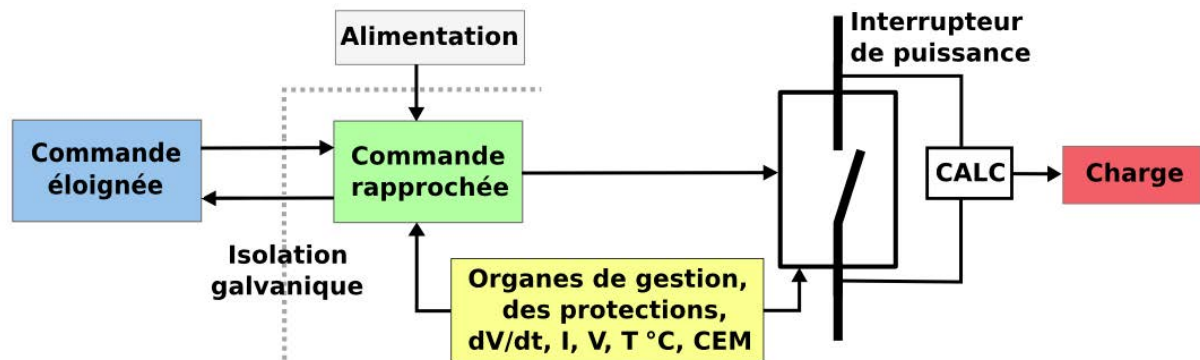 Alimentation
Interrupteur
de puissance
Commande
éloignée
Commande
rapprochée
CALC
Charge
Isolation
galvanique
Organes de gestion,
des protections,
dV/dt, I, V, T °C, CEM